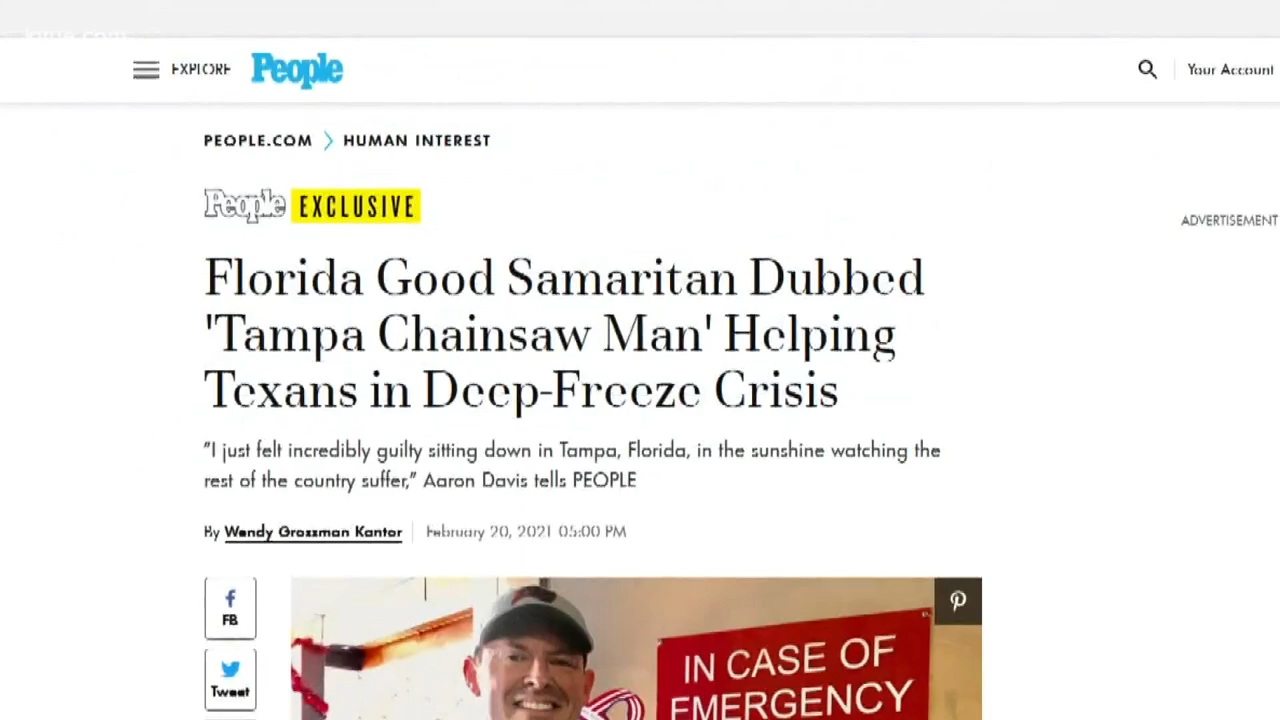 EXPLORE People
Your Account
PEOPLE.COM > HUMAN INTEREST
People EXCLUSIVE
ADVERTISEMENT
Florida Good Samaritan Dubbed
'Tampa Chainsaw Man' Helping
Texans in Deep-Freeze Crisis
"I just felt incredibly guilty sitting down in Tampa, Florida, in the sunshine watching the
rest of the country suffer," Aaron Davis tells PEOPLE
By Wendy Grossman Kantor February 20, 2021 05:00 PM
FB
Tweet
IN CASE OF
EMERGENCY